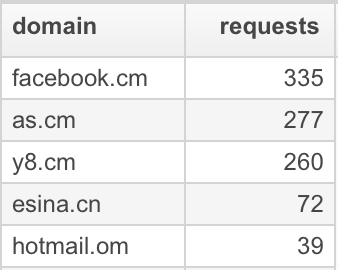 domain requests
facebook.cm 335
as.cm 277
y8.cm 260
esina.cn 72
hotmail.om 39